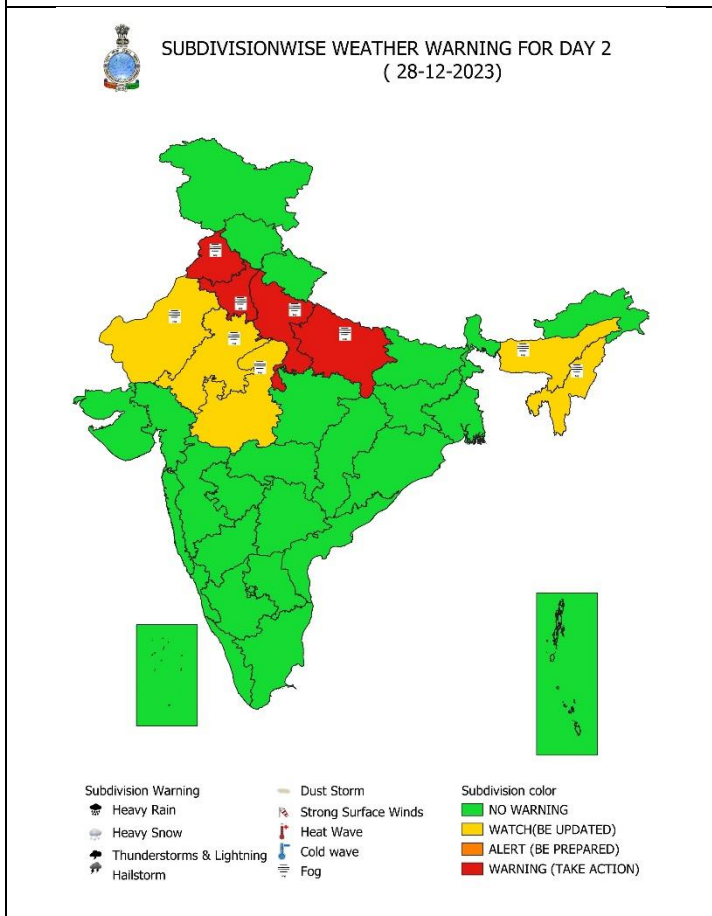 SUBDIVISIONWISE WEATHER WARNING FOR DAY 2
( 28-12-2023)
Subdivision Warning
Heavy Rain
Heavy Snow
Thunderstorms & Lightning
Hailstorm
Dust Storm
Strong Surface Winds
Heat Wave
Cold wave
Fog
Subdivision color
NO WARNING
WATCH(BE UPDATED)
ALERT (BE PREPARED)
WARNING (TAKE ACTION)